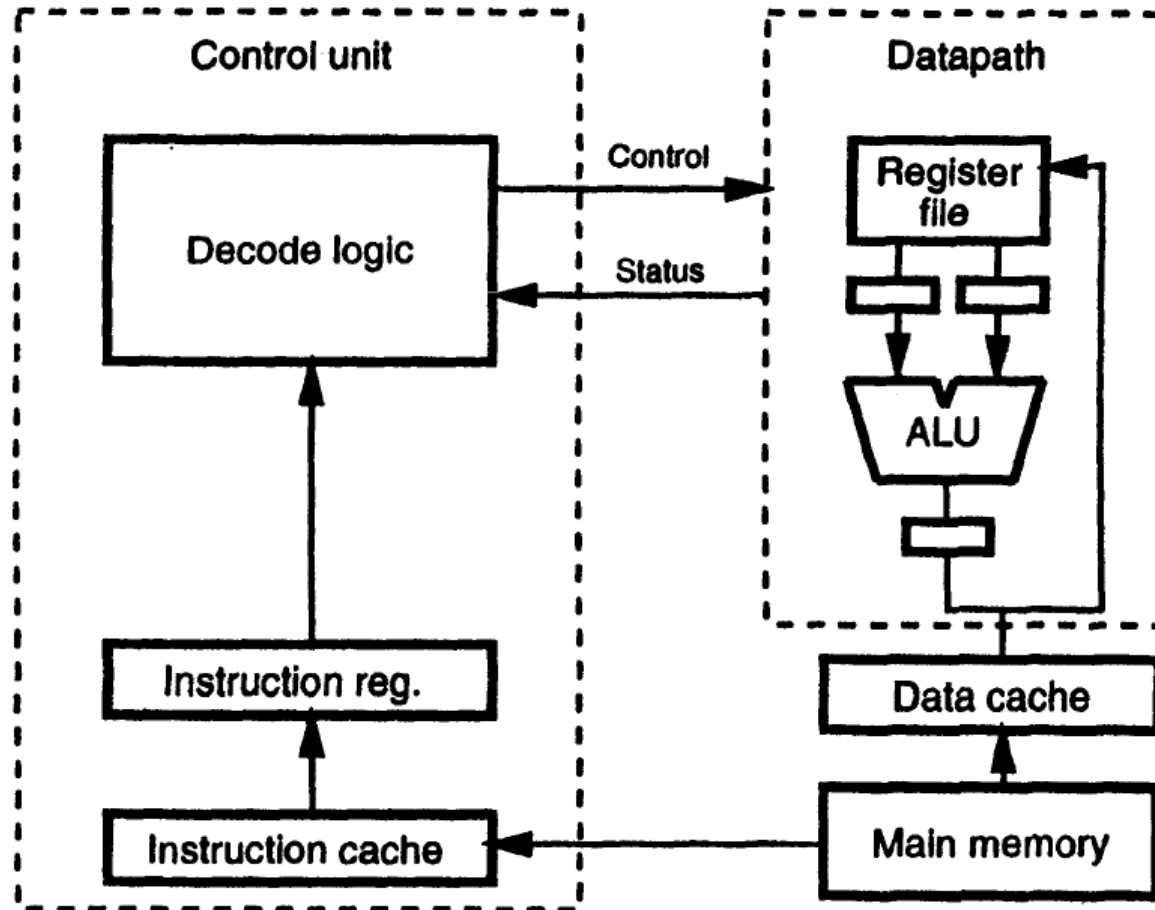 Control unit
Datapath
Decode logic
Control
Status
Register
file
ALU
Instruction reg.
Data cache
Instruction cache
Main memory